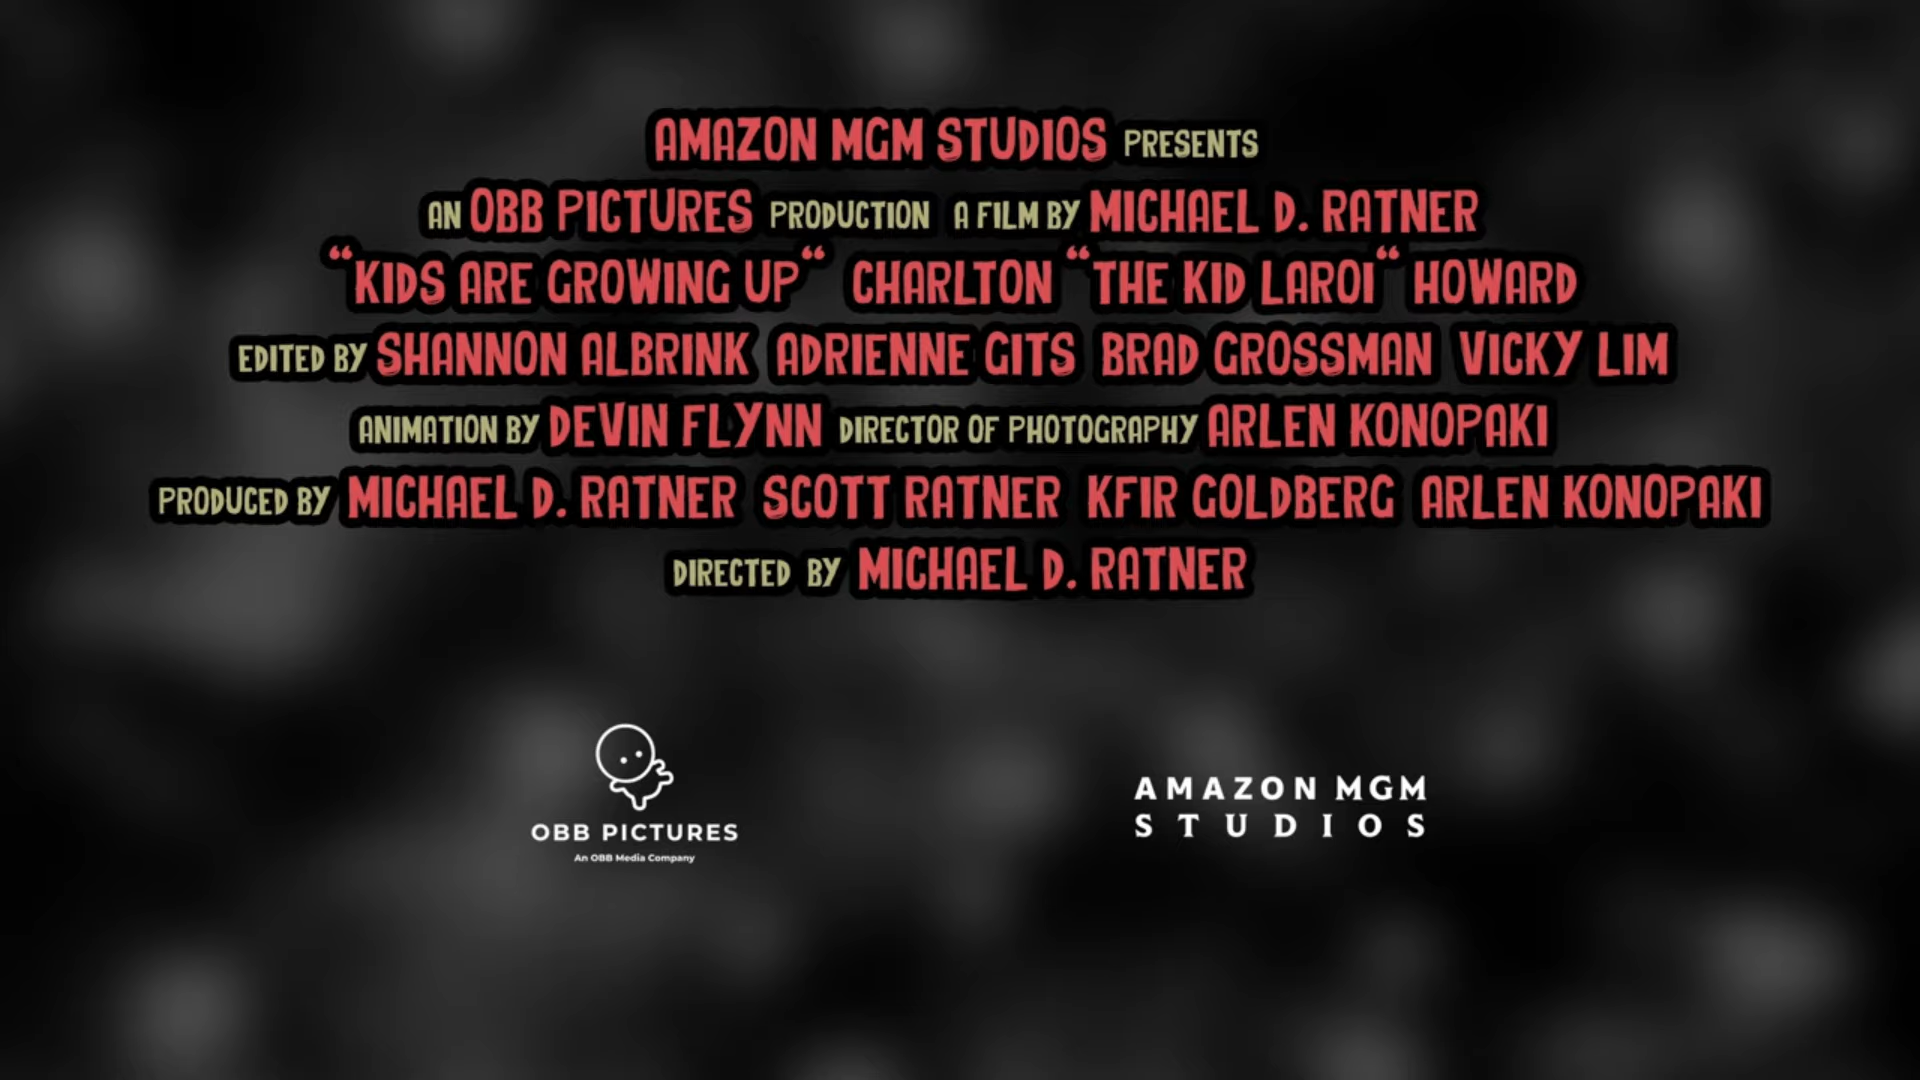 AMAZON MGM STUDIOS PRESENTS
AN OBB PICTURES PRODUCTION A FILM BY MICHAEL D. RATNER
“KIDS ARE GROWING UP“ CHARLTON “THE KID LAROI“ HOWARD
EDITED BY SHANNON ALBRINK ADRIENNE GITS BRAD GROSSMAN VICKY LIM
ANIMATION BY DEVIN FLYNN DIRECTOR OF PHOTOGRAPHY ARLEN KONOPAKI
PRODUCED BY MICHAEL D. RATNER SCOTT RATNER KFIR GOLDBERG ARLEN KONOPAKI
DIRECTED BY MICHAEL D. RATNER
OBB PICTURES
An OBB Media Company
AMAZON MGM
STUDIOS